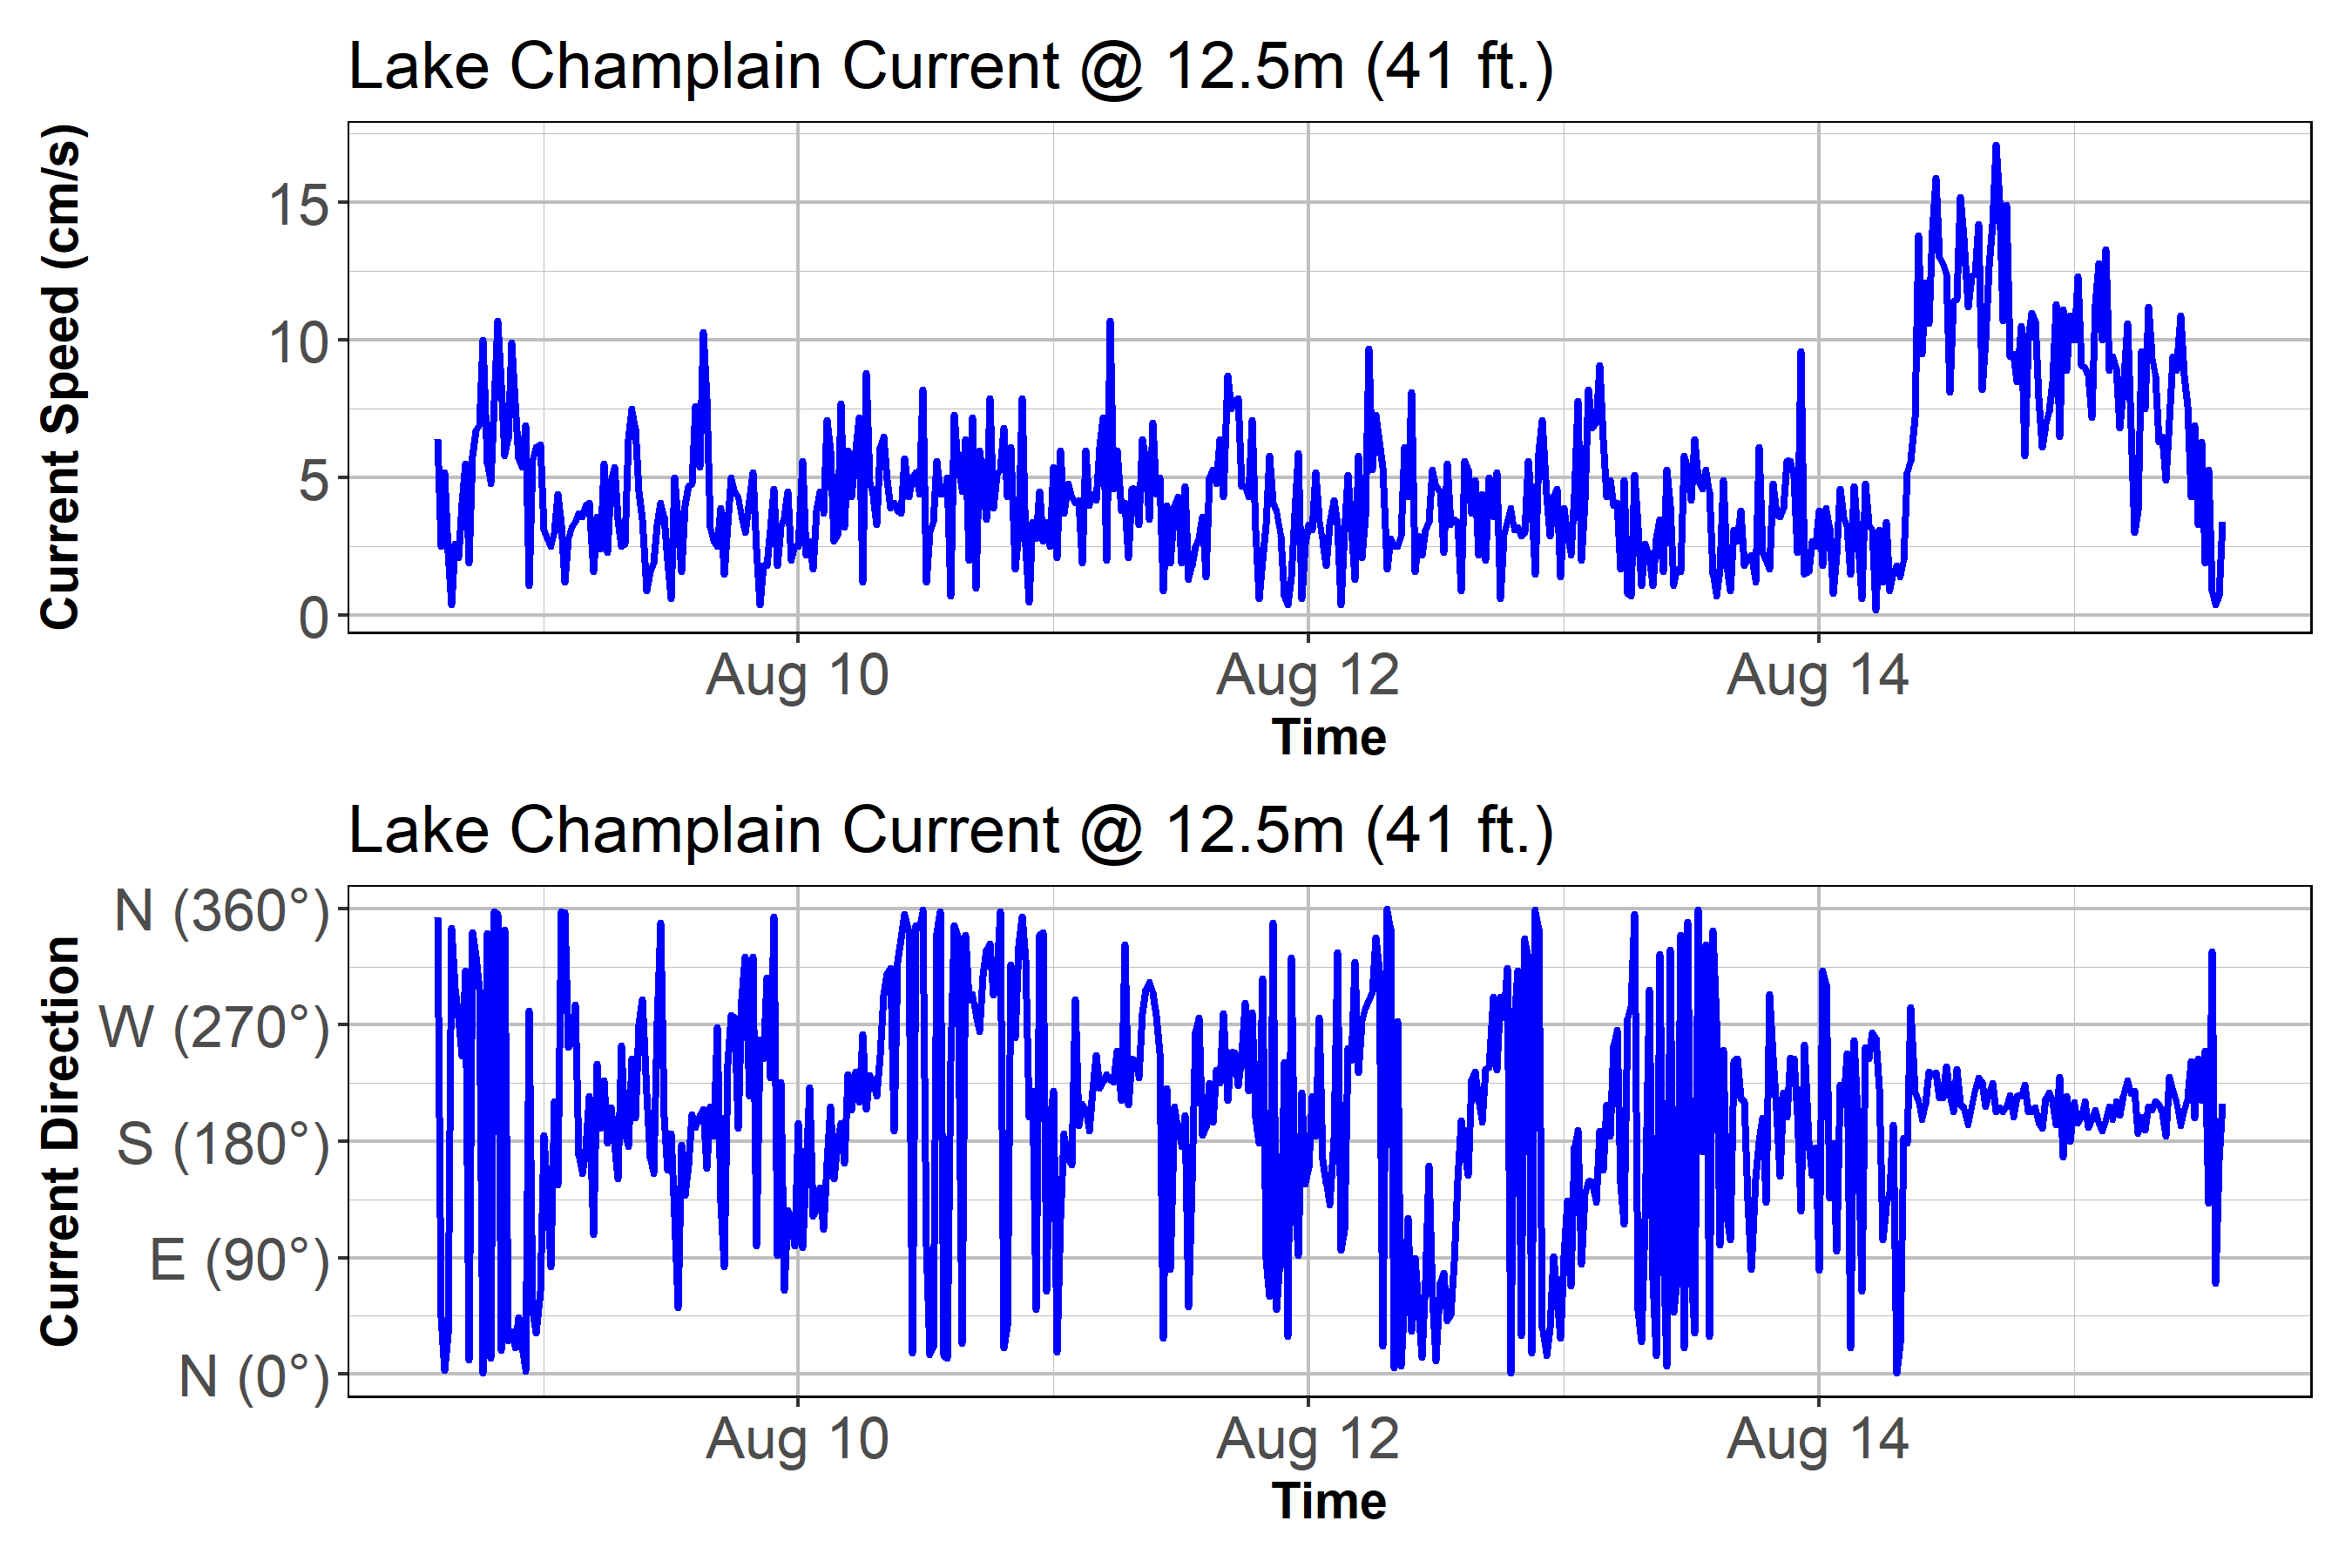 Lake Champlain Current @ 12.5m (41 ft.)
Current Speed (cm/s)
15
10
5
0
Aug 10
Aug 12
Aug 14
Time
Lake Champlain Current @ 12.5m (41 ft.)
Current Direction
N (360°)
W (270°)
S (180°)
E (90°)
N (0°)
Aug 10
Aug 12
Aug 14
Time